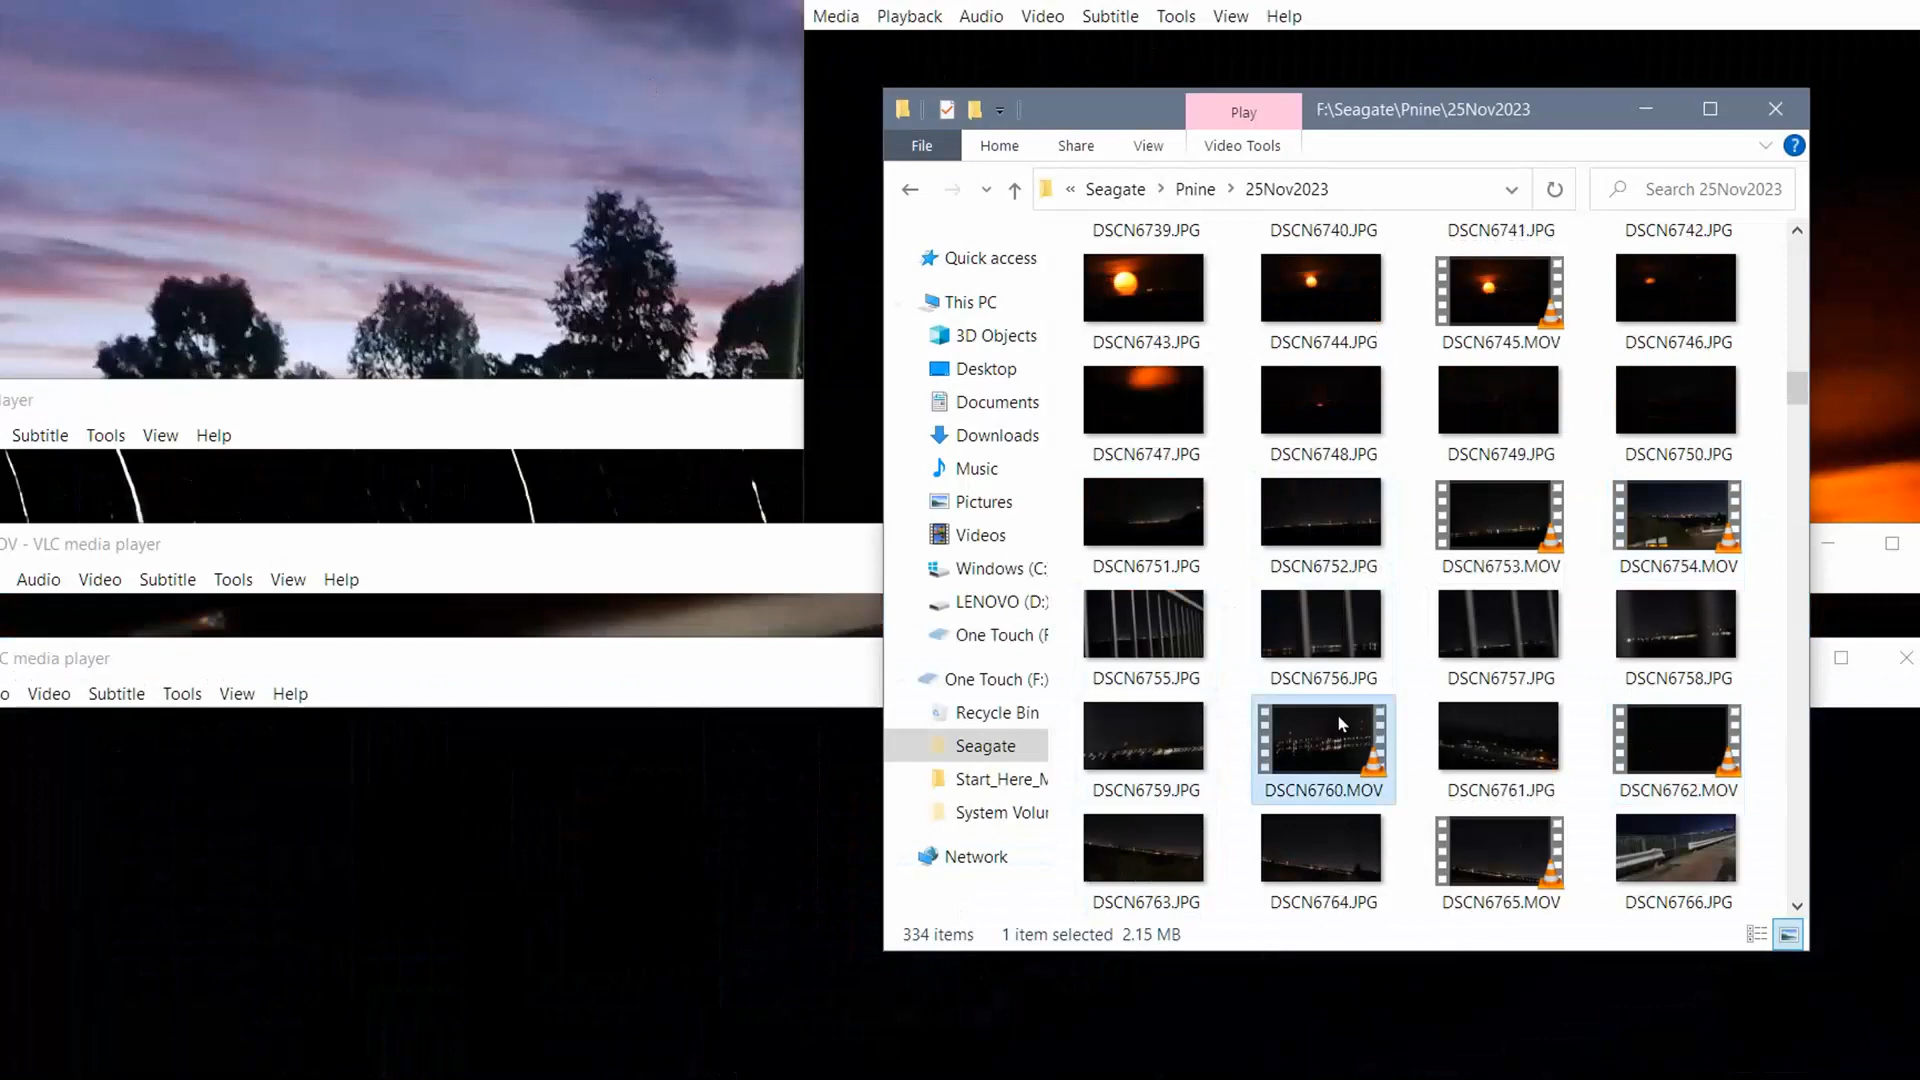 Media Playback Audio Video Subtitle Tools View Help
Play F:\Seagate\Pnine\25Nov2023
File Home Share View Video Tools
« Seagate Pnine 25Nov2023 Search 25Nov2023
DSCN6739.JPG DSCN6740.JPG DSCN6741.JPG DSCN6742.JPG
DSCN6743.JPG DSCN6744.JPG DSCN6745.MOV DSCN6746.JPG
DSCN6747.JPG DSCN6748.JPG DSCN6749.JPG DSCN6750.JPG
DSCN6751.JPG DSCN6752.JPG DSCN6753.MOV DSCN6754.MOV
DSCN6755.JPG DSCN6756.JPG DSCN6757.JPG DSCN6758.JPG
DSCN6759.JPG DSCN6760.MOV DSCN6761.JPG DSCN6762.MOV
DSCN6763.JPG DSCN6764.JPG DSCN6765.MOV DSCN6766.JPG
Quick access
This PC
3D Objects
Desktop
Documents
Downloads
Music
Pictures
Videos
Windows (C:
LENOVO (D:)
One Touch (F
One Touch (F:)
Recycle Bin
Seagate
Start_Here_M
System Volu
Network
334 items 1 item selected 2.15 MB
layer
Subtitle Tools View Help
OV - VLC media player
Audio Video Subtitle Tools View Help
C media player
o Video Subtitle Tools View Help